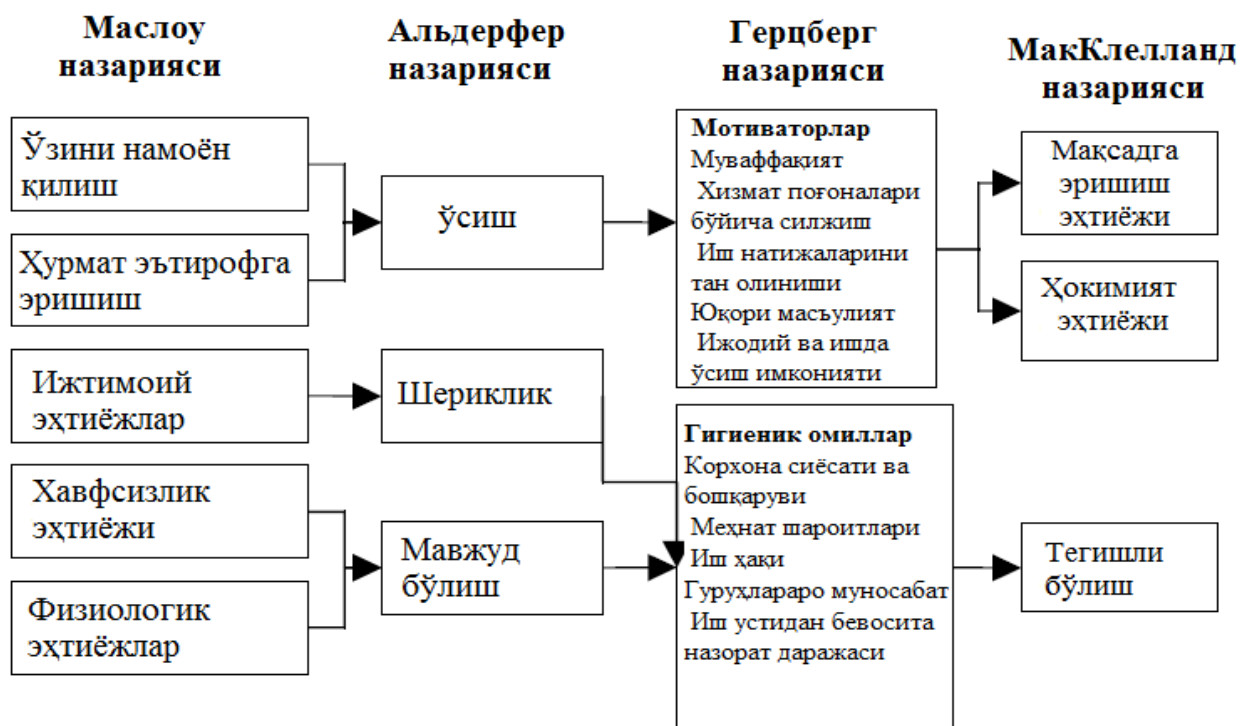 Маслоу
назарияси
Альдерфер
назарияси
Герцберг
назарияси
МакКлелланд
назарияси
Ўзини намоён
қилиш
Ҳурмат эътирофга
эришиш
Ижтимоий
эҳтиёжлар
Хавфсизлик
эҳтиёжи
Физиологик
эҳтиёжлар
ўсиш
Шериклик
Мавжуд
бўлиш
Мотиваторлар
Муваффақият
Хизмат поғоналари
бўйича силжиш
Иш натижаларини
тан олиниши
Юқори масъулият
Ижодий ва ишда
ўсиш имконияти
Гигиеник омиллар
Корхона сиёсати ва
бошқаруви
Меҳнат шароитлари
Иш ҳақи
Гуруҳлараро муносабат
Иш устидан бевосита
назорат даражаси
Мақсадга
эришиш
эҳтиёжи
Ҳокимият
эҳтиёжи
Тегишли
бўлиш